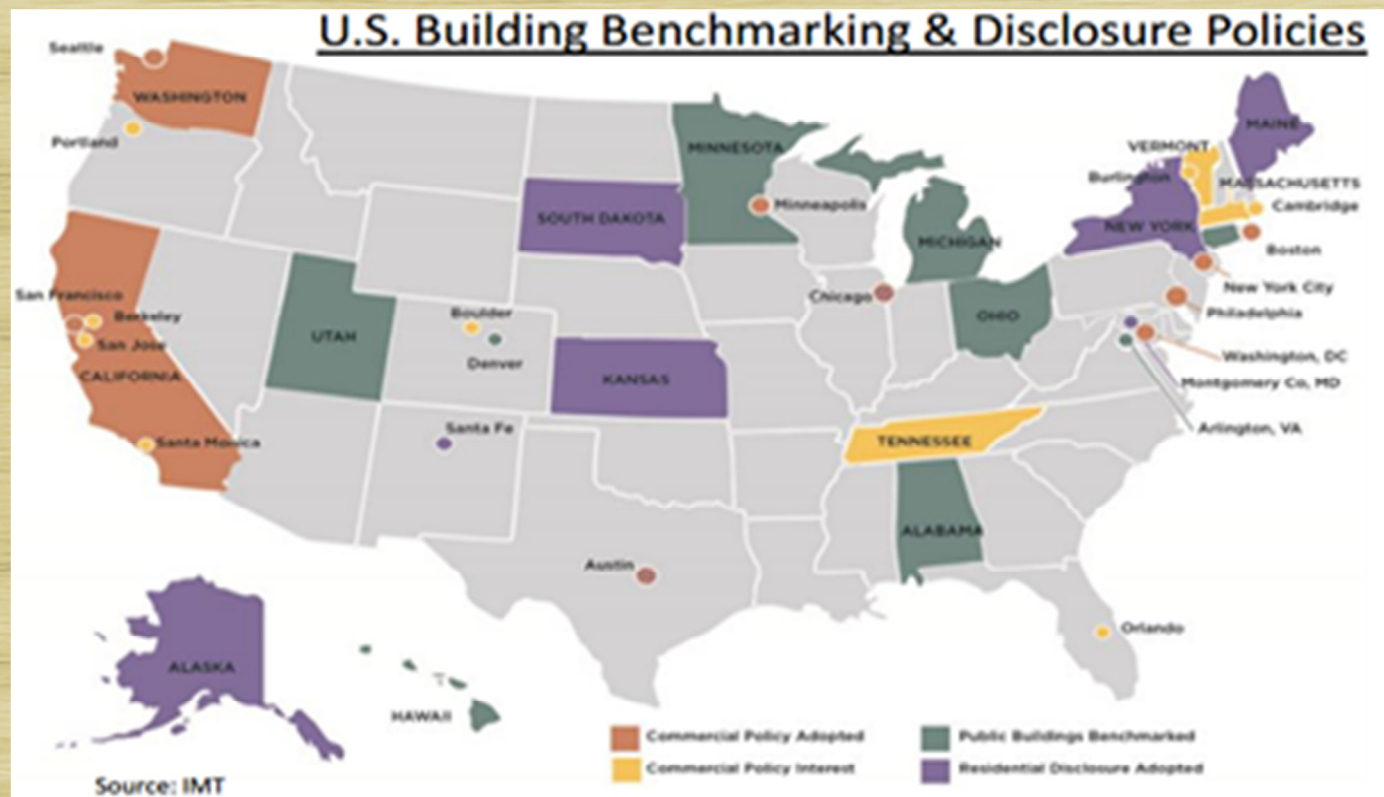 U.S. Building Benchmarking & Disclosure Policies
Seattle
WASHINGTON
Portland
MINNESOTA
Minneapolis
SOUTH DAKOTA
MICHIGAN
MAINE
VERMONT
Burlington
MASSACHUSETTS
Cambridge
NEW YORK
Boston
New York City
Philadelphia
Washington, DC
Montgomery Co, MD
Arlington, VA
San Francisco
Berkeley
San Jose
CALIFORNIA
Santa Monica
UTAH
Boulder
Denver
Santa Fe
KANSAS
Chicago
OHIO
TENNESSEE
ALABAMA
Austin
Orlando
ALASKA
HAWAII
Commercial Policy Adopted
Commercial Policy Interest
Public Buildings Benchmarked
Residential Disclosure Adopted
Source: IMT